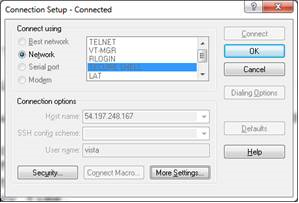 Connection Setup - Connected
Connect using
Best network
Network
Serial port
Modem
TELNET
VT-MGR
RLOGIN
SECURE SHELL
LAT
Connect
OK
Cancel
Dialing Options
Connection options
Host name:
54.197.248.167
SSH config scheme:
User name:
vista
Defaults
Help
Security...
Connect Macro...
More Settings...